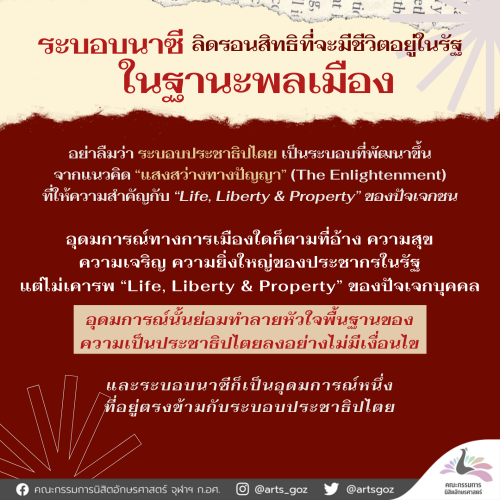 ระบอบนาซี ลิดรอนสิทธิที่จะมีชีวิตอยู่ในรัฐ
ในฐานะพลเมือง
อย่าลืมว่า ระบอบประชาธิปไตย เป็นระบอบที่พัฒนาขึ้น
จากแนวคิด “แสงสว่างทางปัญญา” (The Enlightenment)
ที่ให้ความสำคัญกับ “Life, Liberty & Property” ของปัจเจกชน
อุดมการณ์ทางการเมืองใดก็ตามที่อ้าง ความสุข
ความเจริญ ความยิ่งใหญ่ของประชากรในรัฐ
แต่ไม่เคารพ “Life, Liberty & Property” ของปัจเจกบุคคล
อุดมการณ์นั้นย่อมทำลายหัวใจพื้นฐานของ
ความเป็นประชาธิปไตยลงอย่างไม่มีเงื่อนไข
และระบอบนาซีก็เป็นอุดมการณ์หนึ่ง
ที่อยู่ตรงข้ามกับระบอบประชาธิปไตย
คณะกรรมการนิสิตอักษรศาสตร์ จุฬาฯ ก.อศ. @arts_goz @artsgoz
คณะกรรมการ
นิสิตอักษรศาสตร์